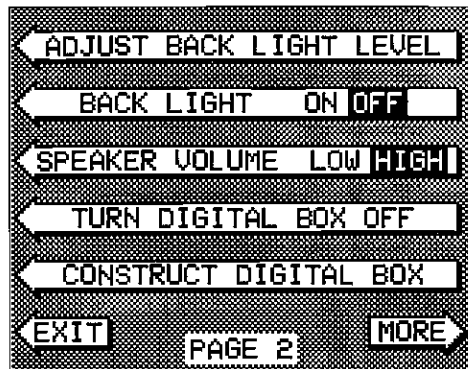 ADJUST BACK LIGHT LEVEL
BACK LIGHT ON OFF
SPEAKER VOLUME LOW HIGH
TURN DIGITAL BOX OFF
CONSTRUCT DIGITAL BOX
EXIT MORE
PAGE 2